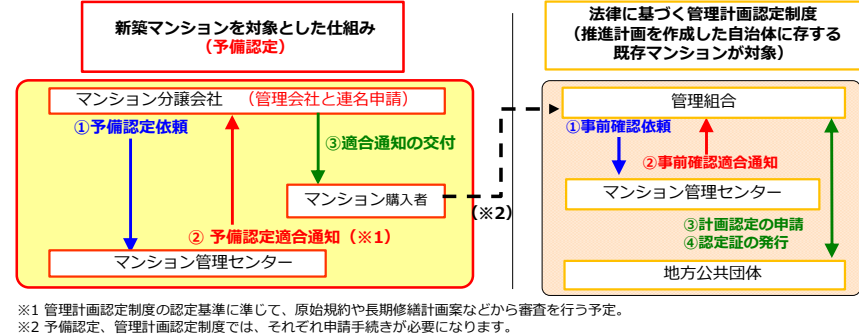 新築マンションを対象とした仕組み
（予備認定）
マンション分譲会社　（管理会社と連名申請）
①予備認定依頼
③適合通知の交付
マンション購入者
（※2）
② 予備認定適合通知（※1）
マンション管理センター
法律に基づく管理計画認定制度
（推進計画を作成した自治体に存する
既存マンションが対象）
管理組合
①事前確認依頼
②事前確認適合通知
マンション管理センター
③計画認定の申請
④認定証の発行
地方公共団体
※1 管理計画認定制度の認定基準に準じて、原始規約や長期修繕計画案などから審査を行う予定。
※2 予備認定、管理計画認定制度では、それぞれ申請手続きが必要になります。